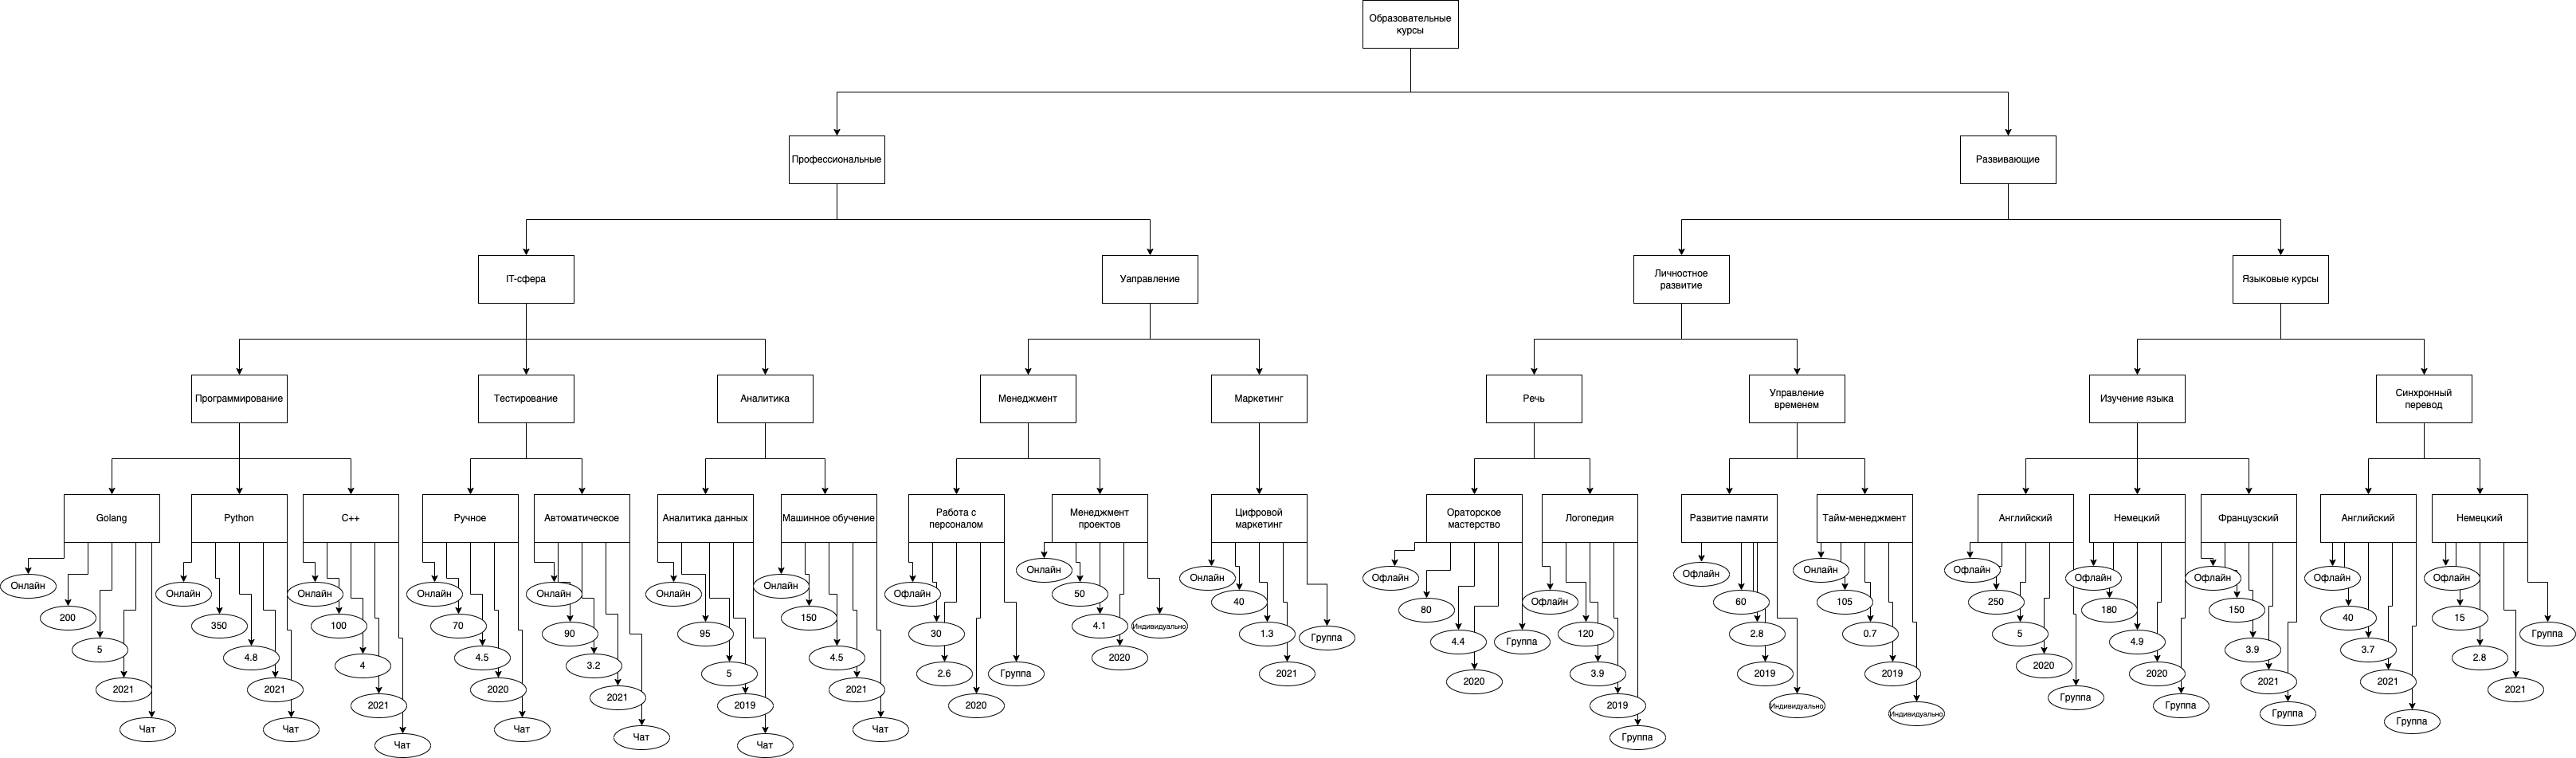 Образовательные
курсы
Профессиональные
Развивающие
IT-сфера
Уаправление
Личностное
развитие
Языковые курсы
Программирование
Тестирование
Аналитика
Менеджмент
Маркетинг
Речь
Управление
временем
Изучение языка
Синхронный
перевод
Golang
Python
C++
Ручное
Автоматическое
Аналитика данных
Машинное обучение
Работа с
персоналом
Менеджмент
проектов
Цифровой
маркетинг
Ораторское
мастерство
Логопедия
Развитие памяти
Тайм-менеджмент
Английский
Немецкий
Французский
Английский
Немецкий
Онлайн
200
5
2021
Чат
Онлайн
350
4.8
2021
Чат
Онлайн
100
4
2021
Чат
Онлайн
70
4.5
2020
Чат
Онлайн
90
3.2
2021
Чат
Онлайн
95
5
2019
Чат
Онлайн
150
4.5
2021
Чат
Офлайн
30
2.6
2020
Группа
Онлайн
50
4.1
2020
Индивидуально
Онлайн
40
1.3
2021
Группа
Офлайн
80
4.4
2020
Группа
Офлайн
120
3.9
2019
Группа
Офлайн
60
2.8
2019
Индивидуально
Онлайн
105
0.7
2019
Индивидуально
Офлайн
250
5
2020
Группа
Офлайн
180
4.9
2020
Группа
Офлайн
150
3.9
2021
Группа
Офлайн
40
3.7
2021
Группа
Офлайн
15
2.8
2021
Группа